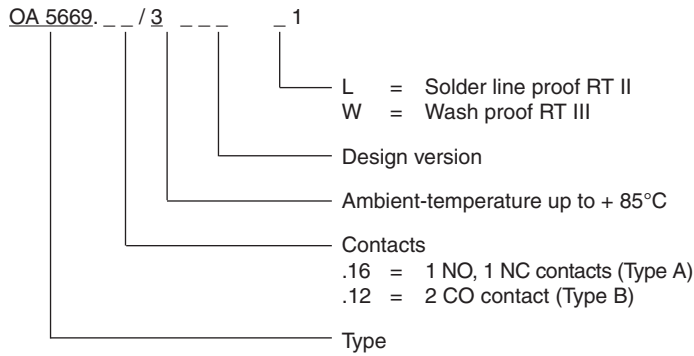 OA 5669. _ _ / 3 _ _ _ _ 1
L = Solder line proof RT II
W = Wash proof RT III
Design version
Ambient-temperature up to + 85°C
Contacts
.16 = 1 NO, 1 NC contacts (Type A)
.12 = 2 CO contact (Type B)
Type